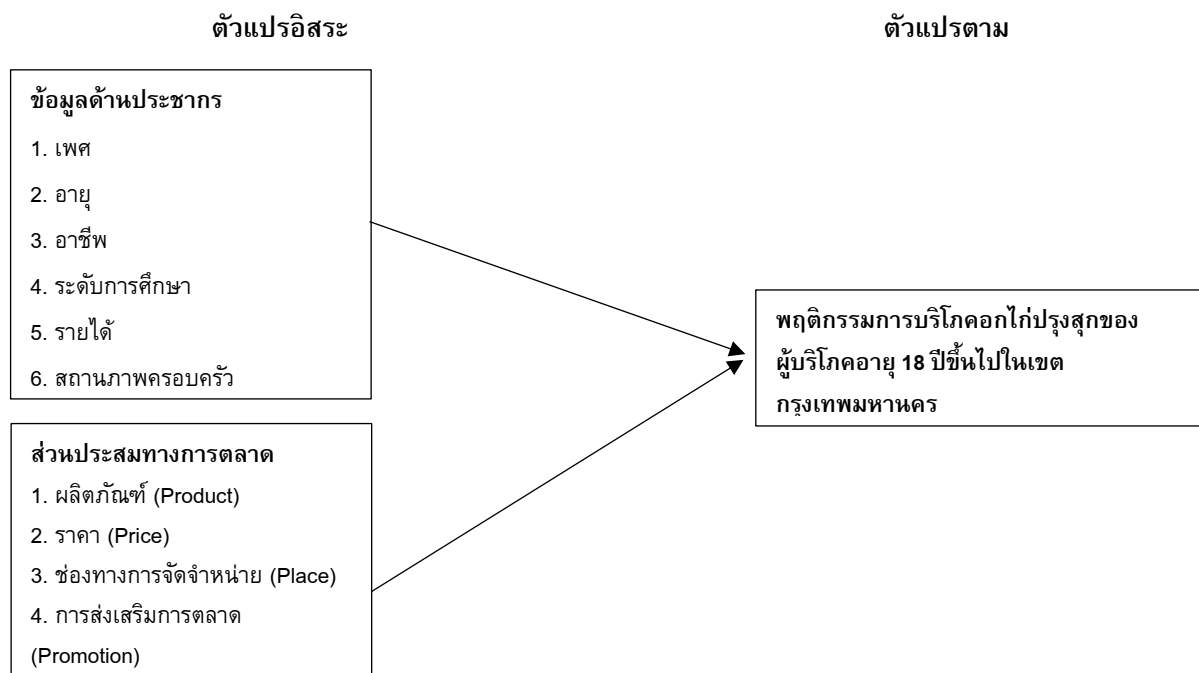 ตัวแปรอิสระ
ตัวแปรตาม
ข้อมูลด้านประชากร
1. เพศ
2. อายุ
3. อาชีพ
4. ระดับการศึกษา
5. รายได้
6. สถานภาพครอบครัว
ส่วนประสมทางการตลาด
1. ผลิตภัณฑ์ (Product)
2. ราคา (Price)
3. ช่องทางการจัดจำหน่าย (Place)
4. การส่งเสริมการตลาด
(Promotion)
พฤติกรรมการบริโภคอกไก่ปรุงสุกของ
ผู้บริโภคอายุ 18 ปีขึ้นไปในเขต
กรุงเทพมหานคร